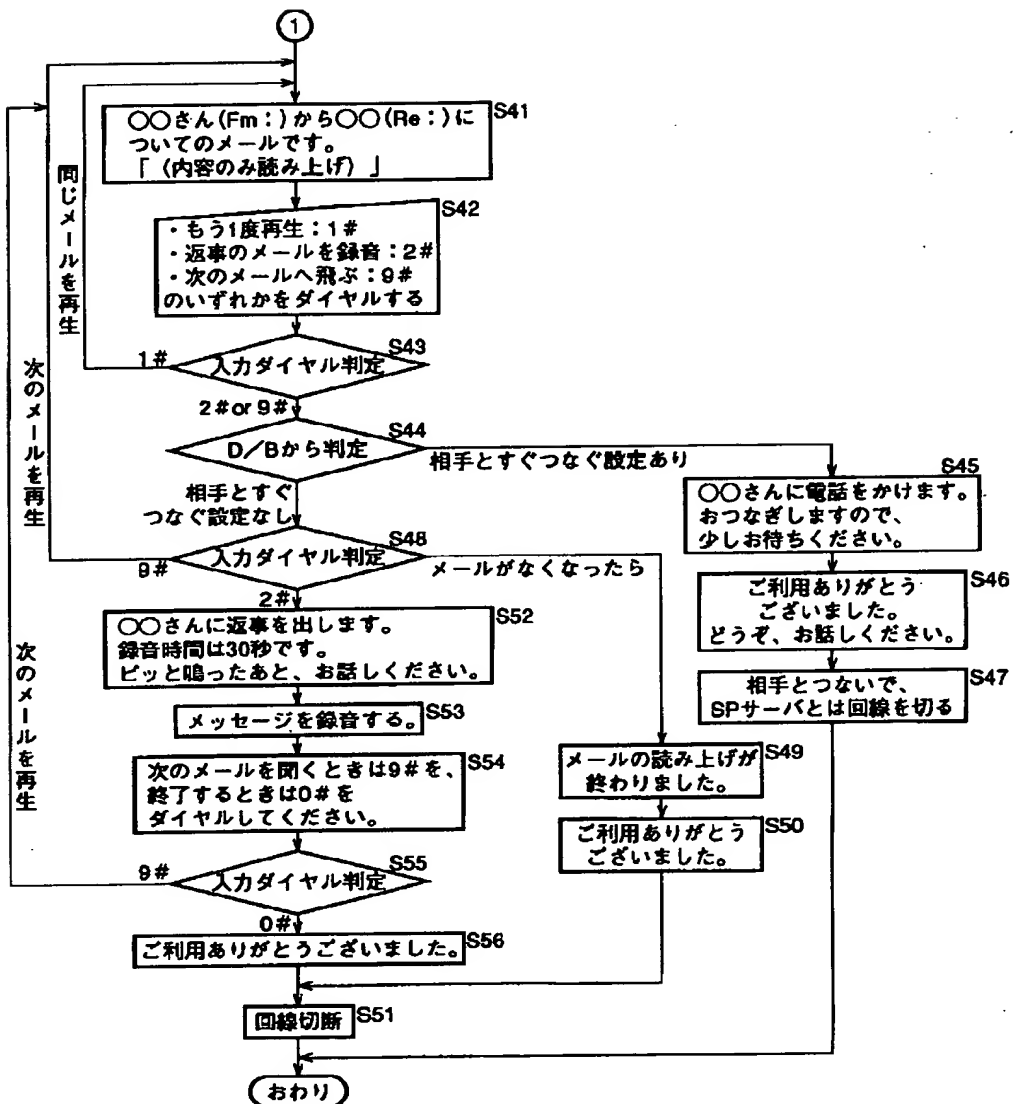 1
S41
〇〇さん(Fm:)から〇〇(Re:)に
ついてのメールです。
「(内容のみ読み上げ)」
S42
・もう1度再生:1#
・返事のメールを録音:2#
・次のメールへ飛ぶ:9#
のいずれかをダイヤルする
同じメールを再生
S43
入力ダイヤル判定
1#
2#or9#
S44
D/Bから判定
相手とすぐつなぐ設定あり
相手とすぐ
つなぐ設定なし
次のメールを再生
S45
〇〇さんに電話をかけます。
おつなぎしますので、
少しお待ちください。
S48
入力ダイヤル判定
9#
メールがなくなったら
2#
S46
ご利用ありがとう
ございました。
どうぞ、お話しください。
S52
〇〇さんに返事を出します。
録音時間は30秒です。
ピッと鳴ったあと、お話しください。
S47
相手とつないで、
SPサーバとは回線を切る
次のメールを再生
S53
メッセージを録音する。
S54
次のメールを聞くときは9#を、
終了するときは0#を
ダイヤルしてください。
S49
メールの読み上げが
終わりました。
S50
ご利用ありがとう
ございました。
S55
入力ダイヤル判定
9#
0#
S56
ご利用ありがとうございました。
S51
回線切断
おわり